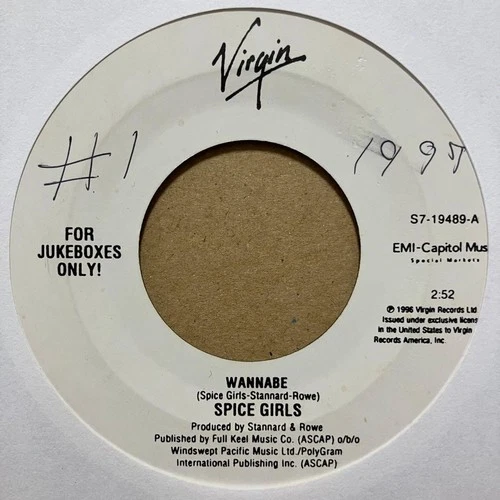 Virgin
#1 1997
FOR
JUKEBOXES
ONLY!
S7-19489-A
EMI-Capitol Mus
Special Markets
2:52
℗ 1996 Virgin Records Ltd
Issued under exclusive licens
in the United States to Virgin
Records America, Inc.
WANNABE
(Spice Girls-Stannard-Rowe)
SPICE GIRLS
Produced by Stannard & Rowe
Published by Full Keel Music Co. (ASCAP) o/b/o
Windswept Pacific Music Ltd./PolyGram
International Publishing Inc. (ASCAP)